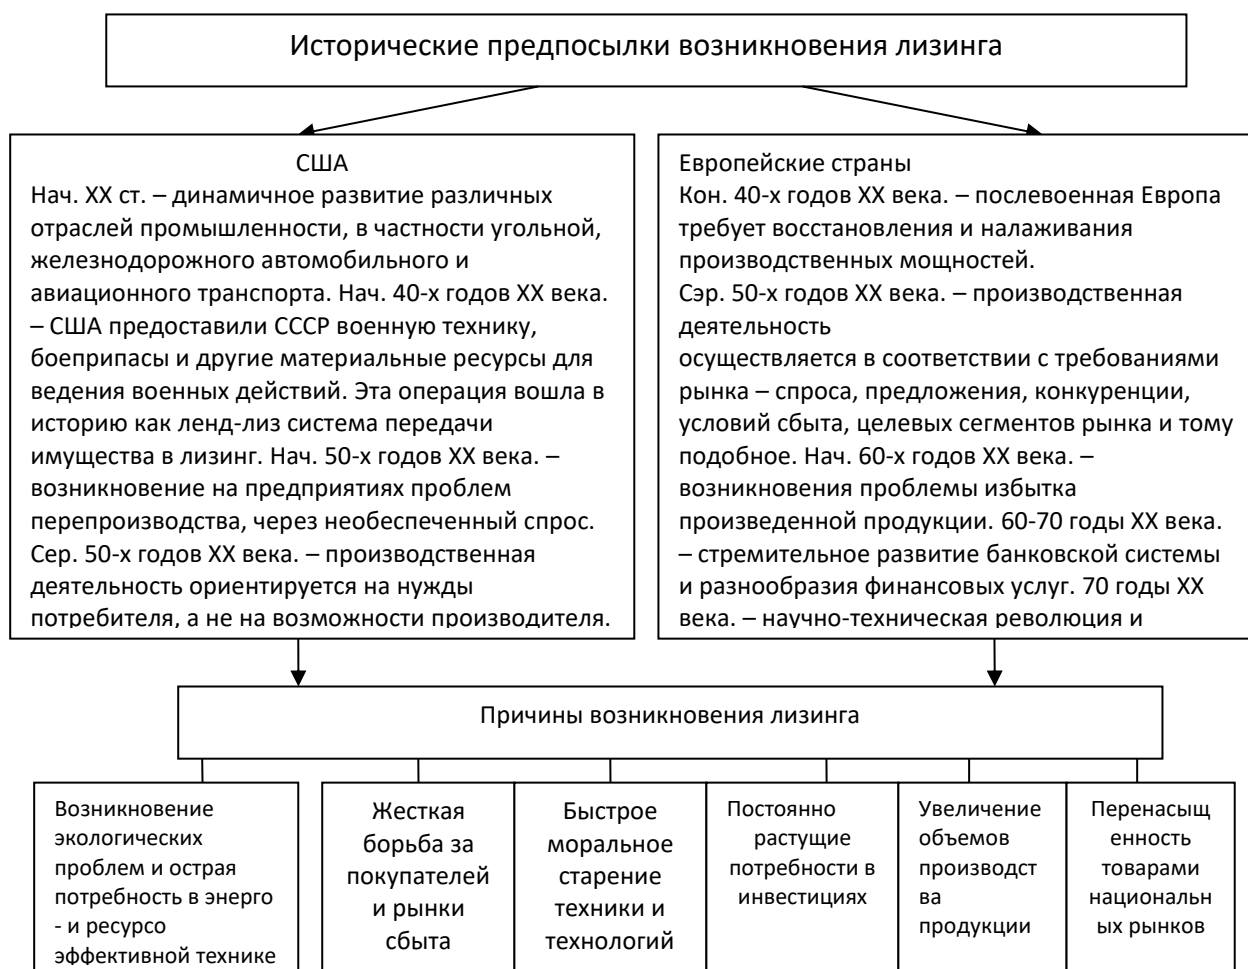 Исторические предпосылки возникновения лизинга
США
Нач. XX ст. – динамичное развитие различных
отраслей промышленности, в частности угольной,
железнодорожного автомобильного и
авиационного транспорта. Нач. 40-х годов XX века.
– США предоставили СССР военную технику,
боеприпасы и другие материальные ресурсы для
ведения военных действий. Эта операция вошла в
историю как ленд-лиз система передачи
имущества в лизинг. Нач. 50-х годов XX века. –
возникновение на предприятиях проблем
перепроизводства, через необеспеченный спрос.
Сер. 50-х годов XX века. – производственная
деятельность ориентируется на нужды
потребителя, а не на возможности производителя.
Европейские страны
Кон. 40-х годов XX века. – послевоенная Европа
требует восстановления и налаживания
производственных мощностей.
Сэр. 50-х годов XX века. – производственная
деятельность
осуществляется в соответствии с требованиями
рынка – спроса, предложения, конкуренции,
условий сбыта, целевых сегментов рынка и тому
подобное. Нач. 60-х годов XX века. –
возникновения проблемы избытка
произведенной продукции. 60-70 годы XX века.
– стремительное развитие банковской системы
и разнообразия финансовых услуг. 70 годы XX
века. – научно-техническая революция и
Причины возникновения лизинга
Возникновение
экологических
проблем и острая
потребность в энерго
- и ресурсо
эффективной технике
Жесткая
борьба за
покупателей
и рынки
сбыта
Быстрое
моральное
старение
техники и
технологий
Постоянно
растущие
потребности в
инвестициях
Увеличение
объемов
производст
ва
продукции
Перенасыщ
енность
товарами
национальн
ых рынков